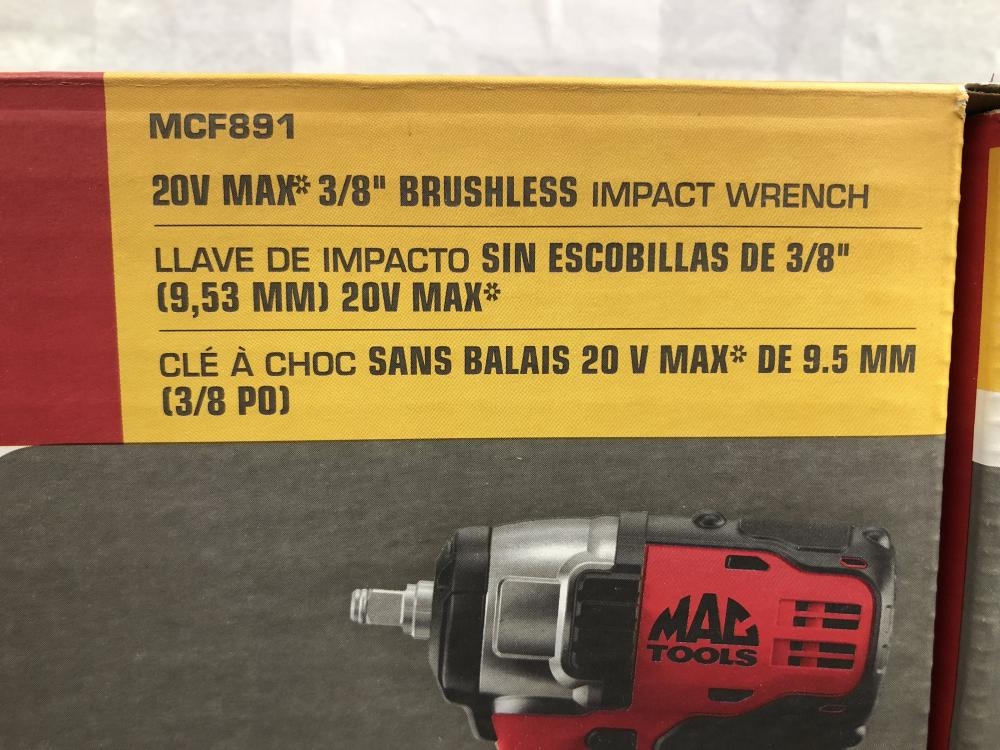 MCF891
20V MAX* 3/8" BRUSHLESS IMPACT WRENCH
LLAVE DE IMPACTO SIN ESCOBILLAS DE 3/8"
(9,53 MM) 20V MAX*
CLÉ À CHOC SANS BALAIS 20 V MAX* DE 9.5 MM
(3/8 PO)
MAC
TOOLS